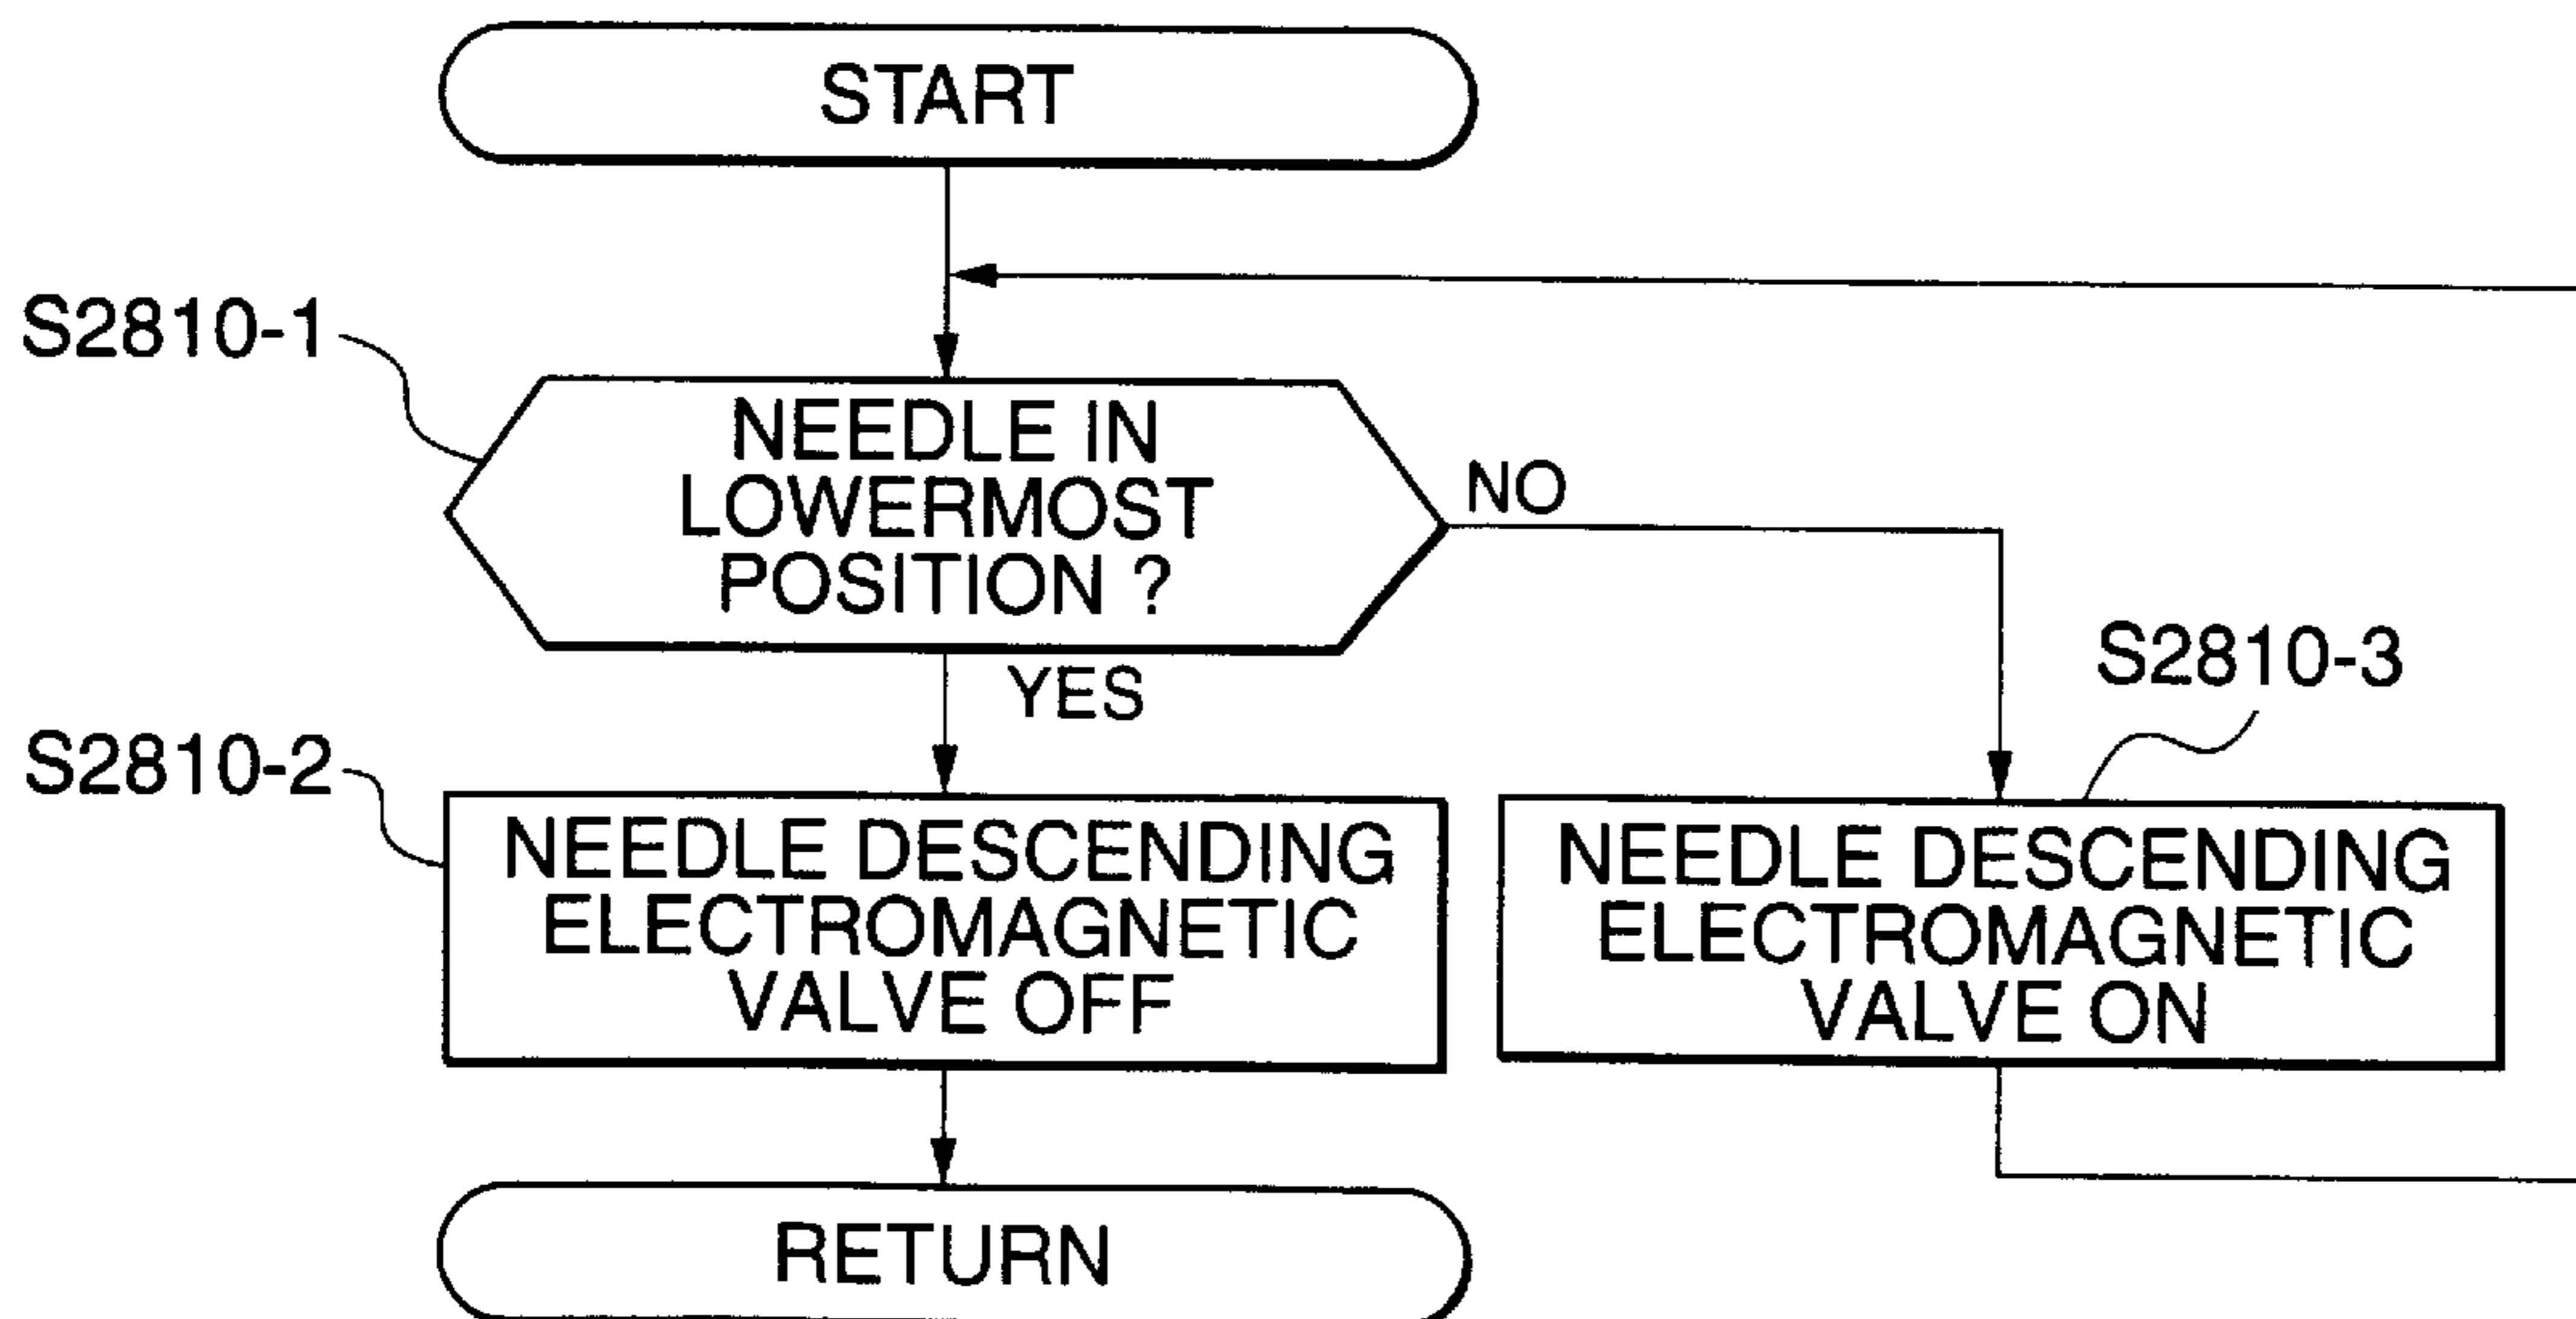 START
S2810-1
NEEDLE IN
LOWERMOST
POSITION ?
NO
YES
S2810-2
NEEDLE DESCENDING
ELECTROMAGNETIC
VALVE OFF
S2810-3
NEEDLE DESCENDING
ELECTROMAGNETIC
VALVE ON
RETURN